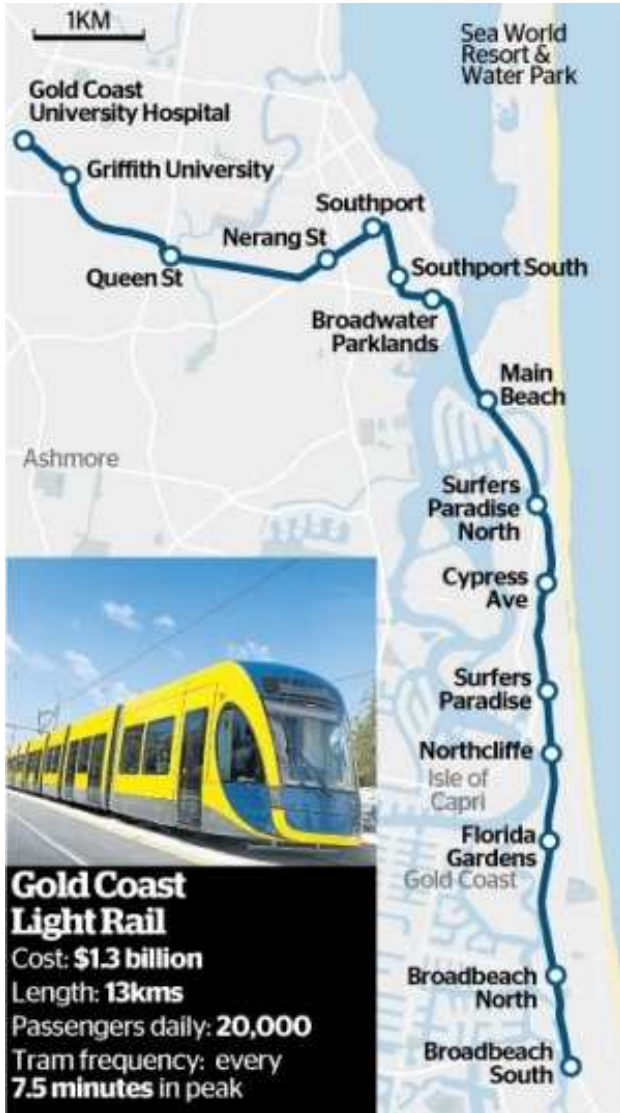 1KM
Sea World
Resort &
Water Park
Gold Coast
University Hospital
Griffith University
Southport
Nerang St
Queen St
Southport South
Broadwater
Parklands
Main
Beach
Ashmore
Surfers
Paradise
North
Cypress
Ave
Surfers
Paradise
Northcliffe
Isle of
Capri
Florida
Gardens
Gold Coast
Broadbeach
North
Broadbeach
South
Gold Coast
Light Rail
Cost: $1.3 billion
Length: 13kms
Passengers daily: 20,000
Tram frequency: every
7.5 minutes in peak